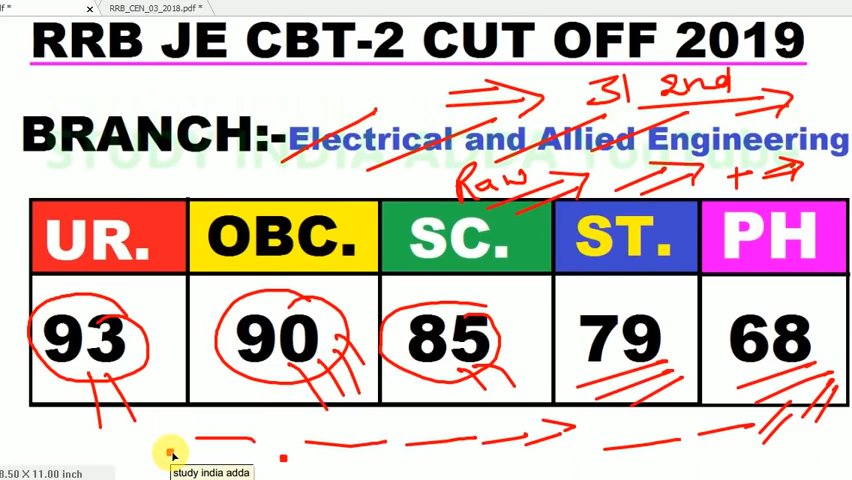 df *
RRB_CEN_03_2018.pdf *
RRB JE CBT-2 CUT OFF 2019
31 2nd
BRANCH:-Electrical and Allied Engineering
Raw +
UR. OBC. SC. ST. PH
93 90 85 79 68
study india adda
8.50 × 11.00 inch